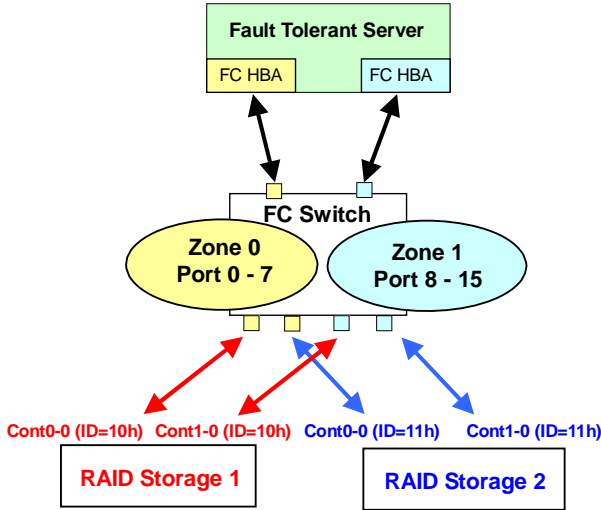 Fault Tolerant Server
FC HBA
FC HBA
FC Switch
Zone 0
Port 0 - 7
Zone 1
Port 8 - 15
Cont0-0 (ID=10h) Cont1-0 (ID=10h) Cont0-0 (ID=11h) Cont1-0 (ID=11h)
RAID Storage 1
RAID Storage 2